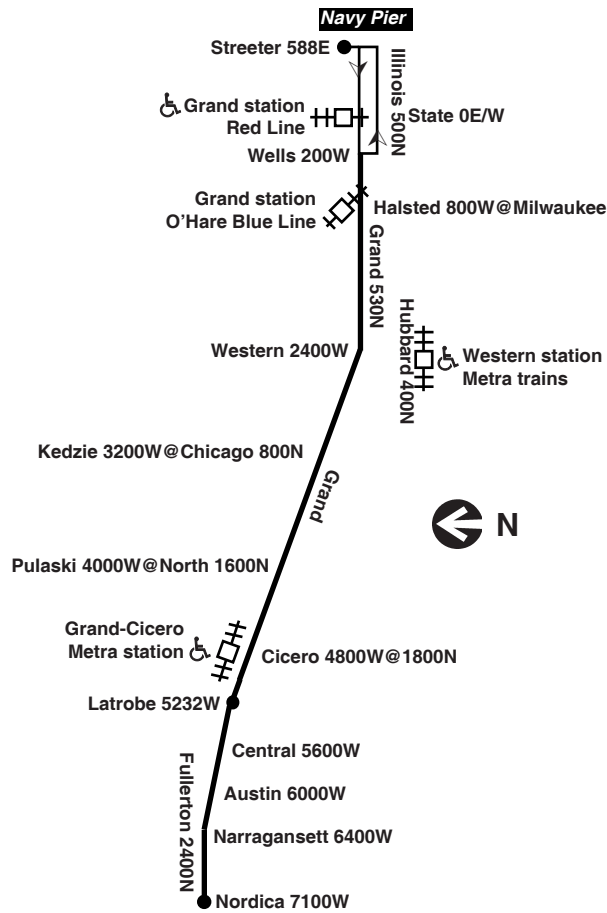 Navy Pier
Streeter 588E
Illinois 500N
Grand station
Red Line
State 0E/W
Wells 200W
Grand station
O'Hare Blue Line
Halsted 800W@Milwaukee
Grand 530N
Hubbard 400N
Western 2400W
Western station
Metra trains
Kedzie 3200W@Chicago 800N
Grand
N
Pulaski 4000W@North 1600N
Grand-Cicero
Metra station
Cicero 4800W@1800N
Latrobe 5232W
Central 5600W
Fullerton 2400N
Austin 6000W
Narragansett 6400W
Nordica 7100W